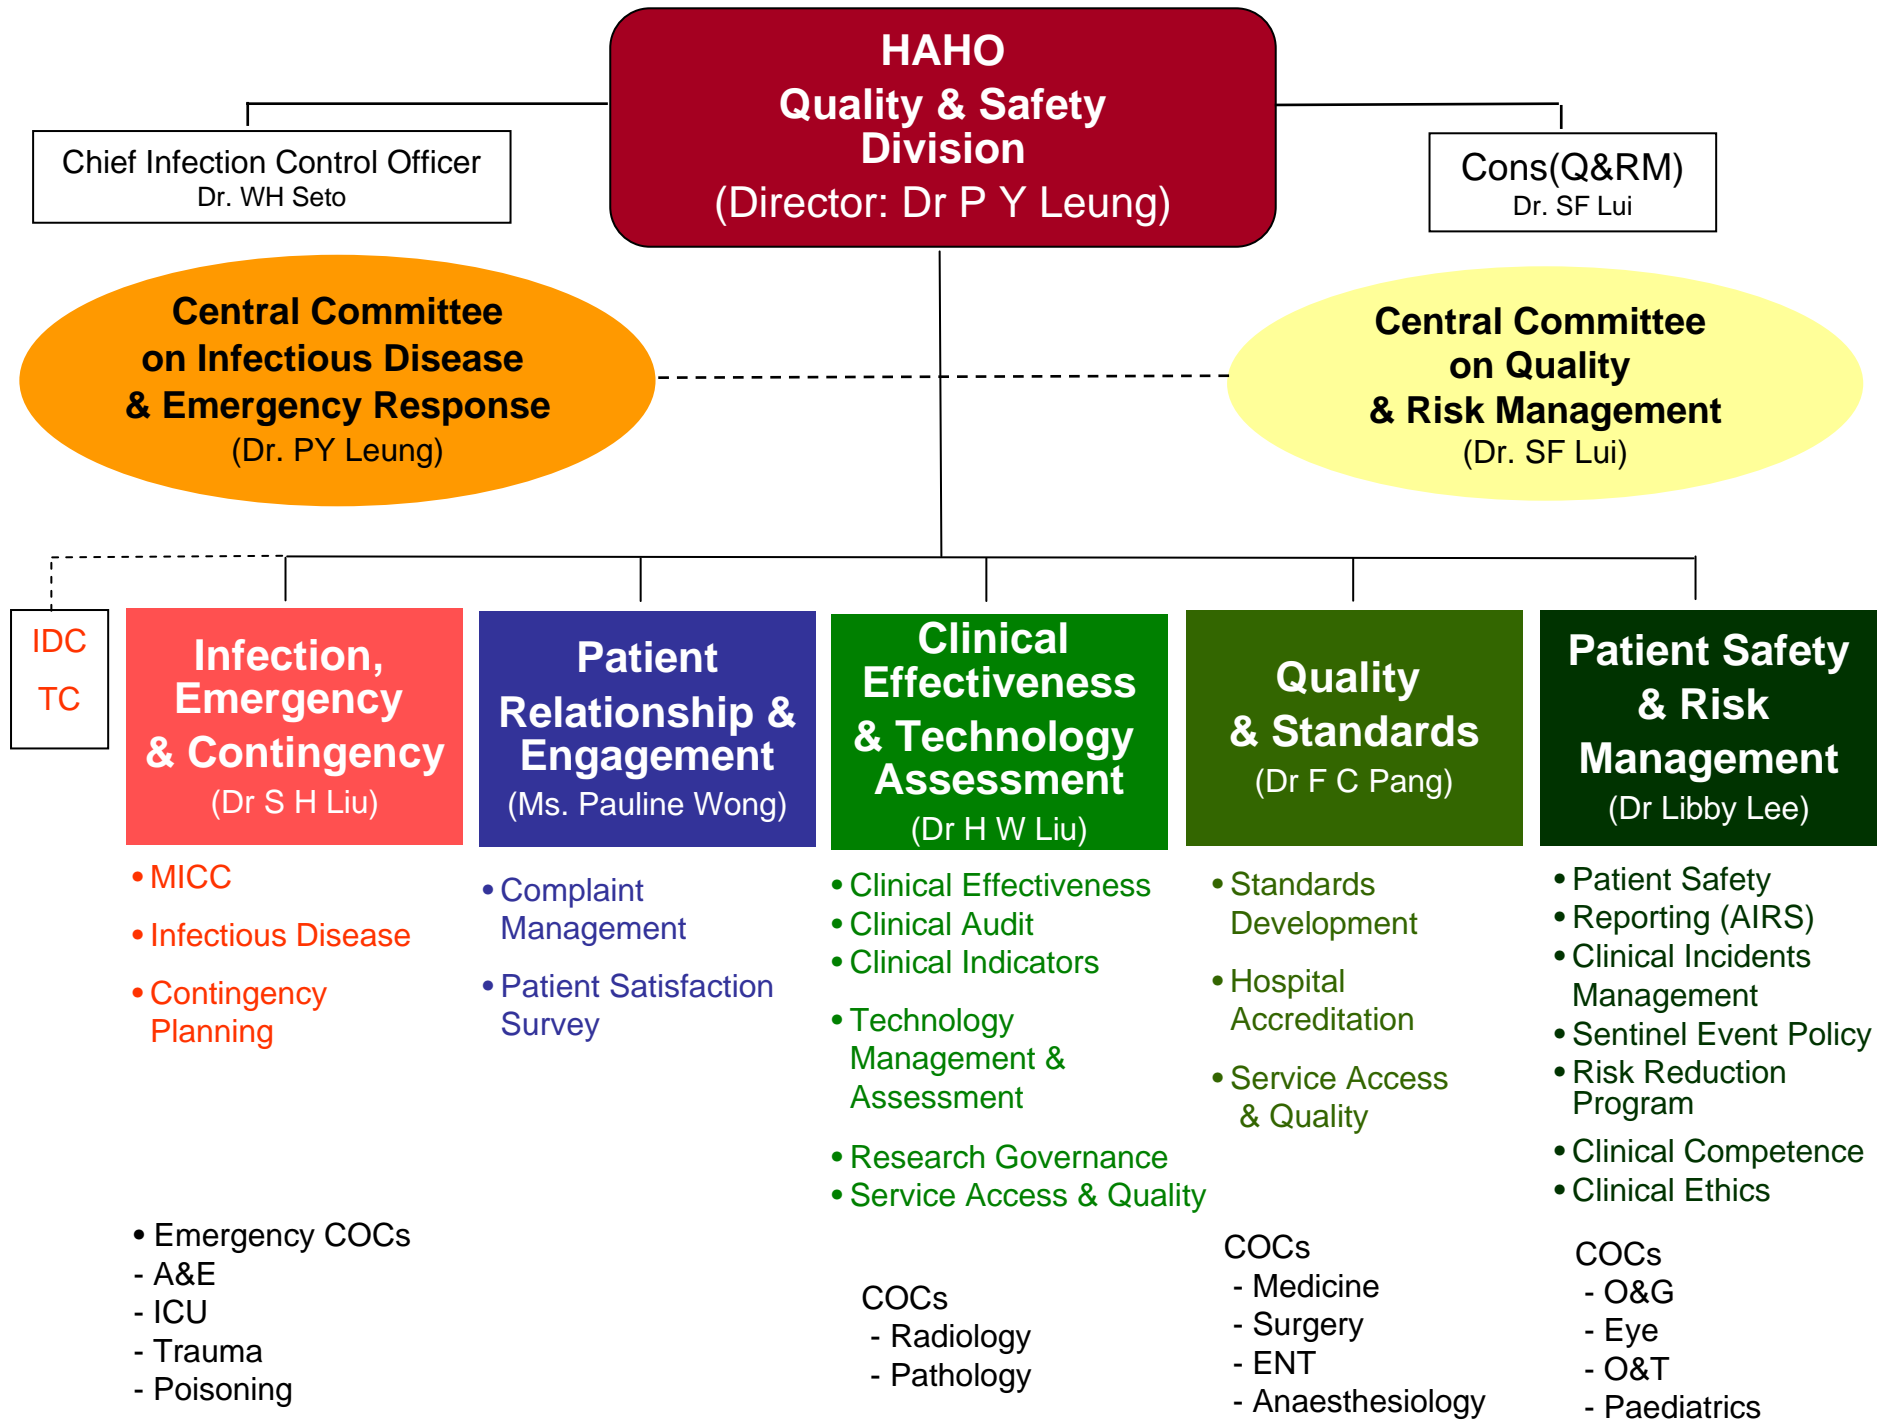 HAHO
Quality & Safety
Division
(Director: Dr P Y Leung)
Chief Infection Control Officer
Dr. WH Seto
Cons(Q&RM)
Dr. SF Lui
Central Committee
on Infectious Disease
& Emergency Response
(Dr. PY Leung)
Central Committee
on Quality
& Risk Management
(Dr. SF Lui)
IDC
TC
Infection,
Emergency
& Contingency
(Dr S H Liu)
• MICC
• Infectious Disease
• Contingency
Planning
• Emergency COCs
- A&E
- ICU
- Trauma
- Poisoning
Patient
Relationship &
Engagement
(Ms. Pauline Wong)
• Complaint
Management
• Patient Satisfaction
Survey
Clinical
Effectiveness
& Technology
Assessment
(Dr H W Liu)
• Clinical Effectiveness
• Clinical Audit
• Clinical Indicators
• Technology
Management &
Assessment
• Research Governance
• Service Access & Quality
COCs
- Radiology
- Pathology
Quality
& Standards
(Dr F C Pang)
• Standards
Development
• Hospital
Accreditation
• Service Access
& Quality
COCs
- Medicine
- Surgery
- ENT
- Anaesthesiology
Patient Safety
& Risk
Management
(Dr Libby Lee)
• Patient Safety
• Reporting (AIRS)
• Clinical Incidents
Management
• Sentinel Event Policy
• Risk Reduction
Program
• Clinical Competence
• Clinical Ethics
COCs
- O&G
- Eye
- O&T
- Paediatrics